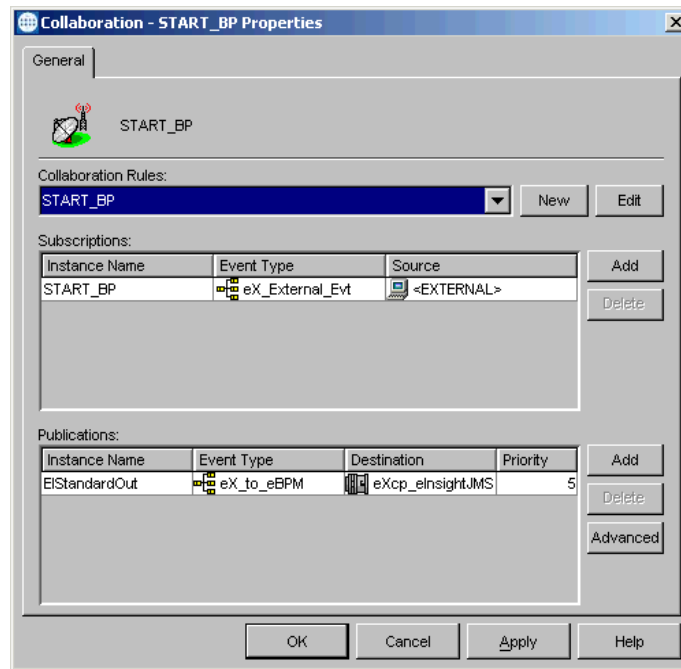 Collaboration - START_BP Properties
General
START_BP
Collaboration Rules:
START_BP New Edit
Subscriptions:
Instance Name Event Type Source Add
START_BP eX_External_Evt <EXTERNAL>
Delete
Publications:
Instance Name Event Type Destination Priority Add
EIStandardOut eX_to_eBPM eXcp_eInsightJMS 5
Delete
Advanced
OK Cancel Apply Help